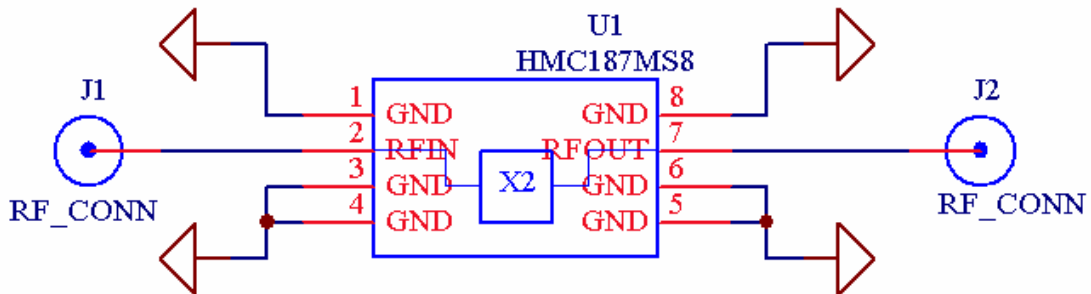 U1
HMC187MS8
J1
J2
1 GND GND 8
2 RFIN RFOUT 7
3 GND X2 GND 6
4 GND GND 5
RF_CONN
RF_CONN